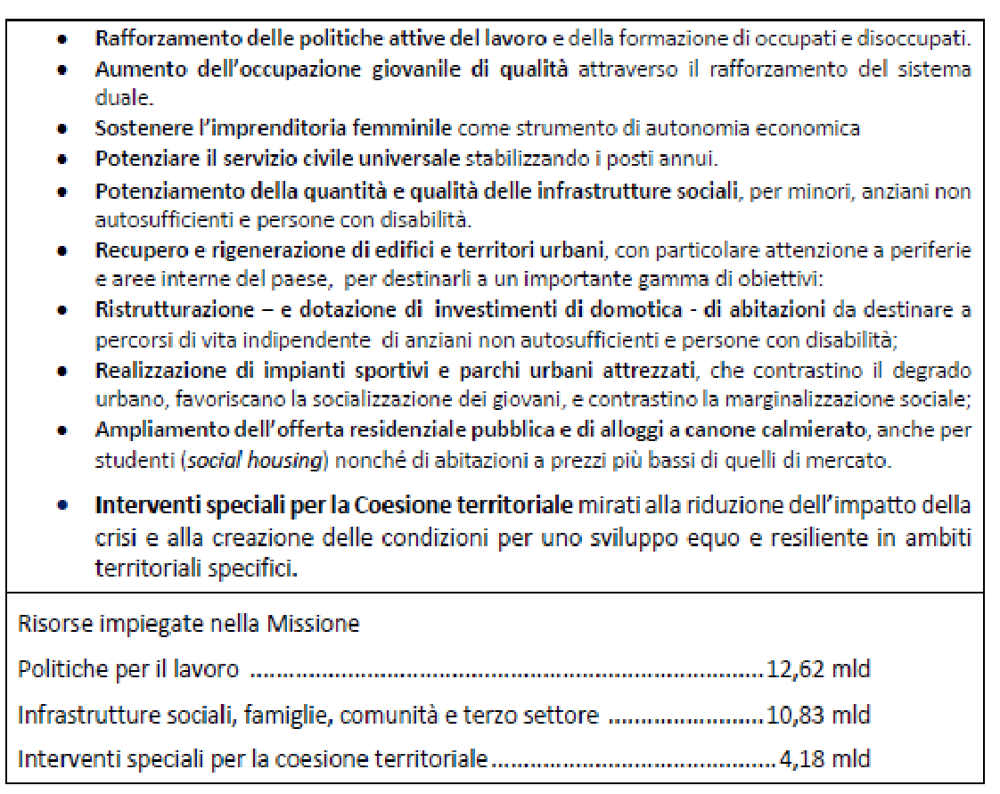 • Rafforzamento delle politiche attive del lavoro e della formazione di occupati e disoccupati.
• Aumento dell'occupazione giovanile di qualità attraverso il rafforzamento del sistema
duale.
• Sostenere l'imprenditoria femminile come strumento di autonomia economica
• Potenziare il servizio civile universale stabilizzando i posti annui.
• Potenziamento della quantità e qualità delle infrastrutture sociali, per minori, anziani non
autosufficienti e persone con disabilità.
• Recupero e rigenerazione di edifici e territori urbani, con particolare attenzione a periferie
e aree interne del paese, per destinarli a un importante gamma di obiettivi:
• Ristrutturazione – e dotazione di investimenti di domotica - di abitazioni da destinare a
percorsi di vita indipendente di anziani non autosufficienti e persone con disabilità;
• Realizzazione di impianti sportivi e parchi urbani attrezzati, che contrastino il degrado
urbano, favoriscano la socializzazione dei giovani, e contrastino la marginalizzazione sociale;
• Ampliamento dell'offerta residenziale pubblica e di alloggi a canone calmierato, anche per
studenti (social housing) nonché di abitazioni a prezzi più bassi di quelli di mercato.
• Interventi speciali per la Coesione territoriale mirati alla riduzione dell'impatto della
crisi e alla creazione delle condizioni per uno sviluppo equo e resiliente in ambiti
territoriali specifici.
Risorse impiegate nella Missione
Politiche per il lavoro ................................................................................12,62 mld
Infrastrutture sociali, famiglie, comunità e terzo settore ........................10,83 mld
Interventi speciali per la coesione territoriale............................................4,18 mld